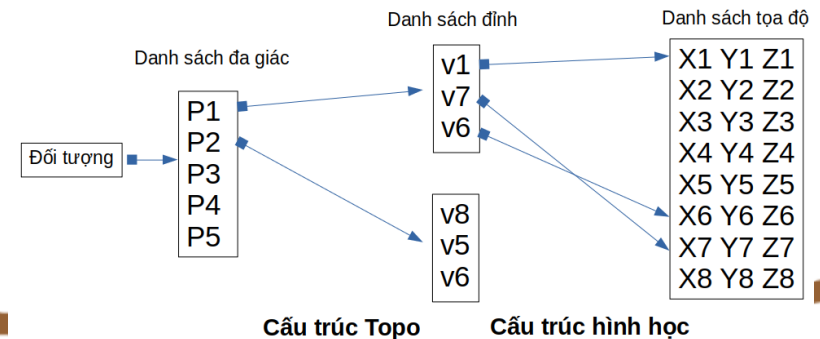 Danh sách đỉnh
Danh sách tọa độ
Danh sách đa giác
Đối tượng
P1
P2
P3
P4
P5
v1
v7
v6
v8
v5
v6
X1 Y1 Z1
X2 Y2 Z2
X3 Y3 Z3
X4 Y4 Z4
X5 Y5 Z5
X6 Y6 Z6
X7 Y7 Z7
X8 Y8 Z8
Cấu trúc Topo
Cấu trúc hình học